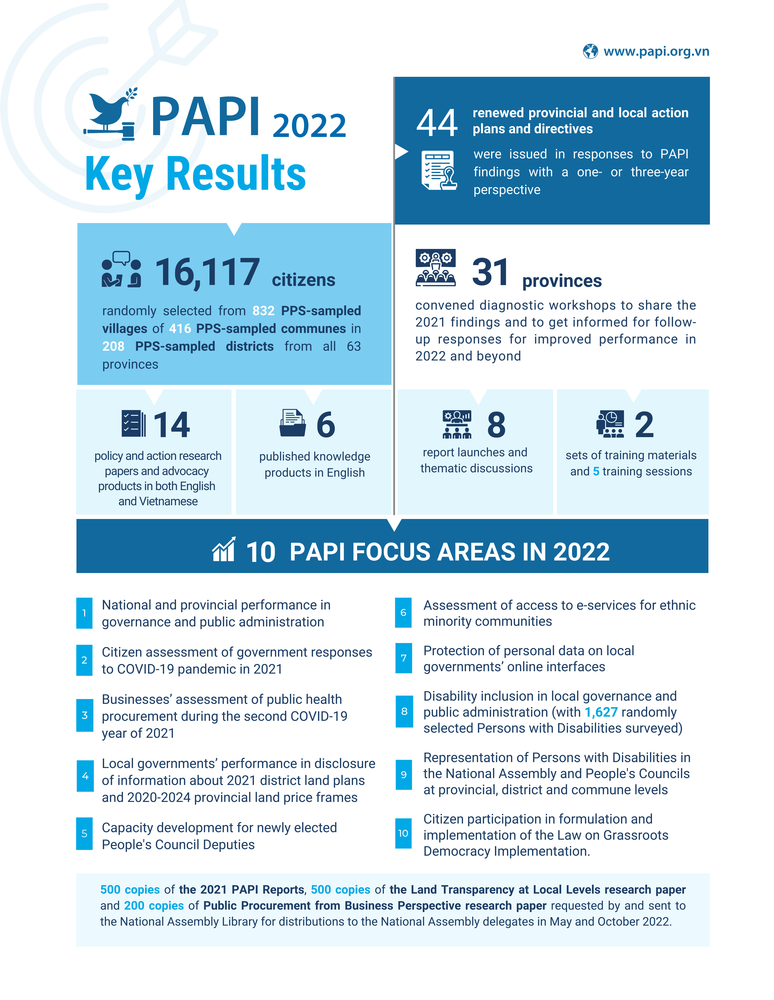 www.papi.org.vn
PAPI 2022
Key Results
44
renewed provincial and local action
plans and directives
were issued in responses to PAPI
findings with a one- or three-year
perspective
16,117 citizens
randomly selected from 832 PPS-sampled
villages of 416 PPS-sampled communes in
208 PPS-sampled districts from all 63
provinces
31 provinces
convened diagnostic workshops to share the
2021 findings and to get informed for follow-
up responses for improved performance in
2022 and beyond
14
policy and action research
papers and advocacy
products in both English
and Vietnamese
6
published knowledge
products in English
8
report launches and
thematic discussions
2
sets of training materials
and 5 training sessions
10 PAPI FOCUS AREAS IN 2022
1
National and provincial performance in
governance and public administration
2
Citizen assessment of government responses
to COVID-19 pandemic in 2021
3
Businesses’ assessment of public health
procurement during the second COVID-19
year of 2021
4
Local governments’ performance in disclosure
of information about 2021 district land plans
and 2020-2024 provincial land price frames
5
Capacity development for newly elected
People's Council Deputies
6
Assessment of access to e-services for ethnic
minority communities
7
Protection of personal data on local
governments’ online interfaces
8
Disability inclusion in local governance and
public administration (with 1,627 randomly
selected Persons with Disabilities surveyed)
9
Representation of Persons with Disabilities in
the National Assembly and People's Councils
at provincial, district and commune levels
10
Citizen participation in formulation and
implementation of the Law on Grassroots
Democracy Implementation.
500 copies of the 2021 PAPI Reports, 500 copies of the Land Transparency at Local Levels research paper
and 200 copies of Public Procurement from Business Perspective research paper requested by and sent to
the National Assembly Library for distributions to the National Assembly delegates in May and October 2022.